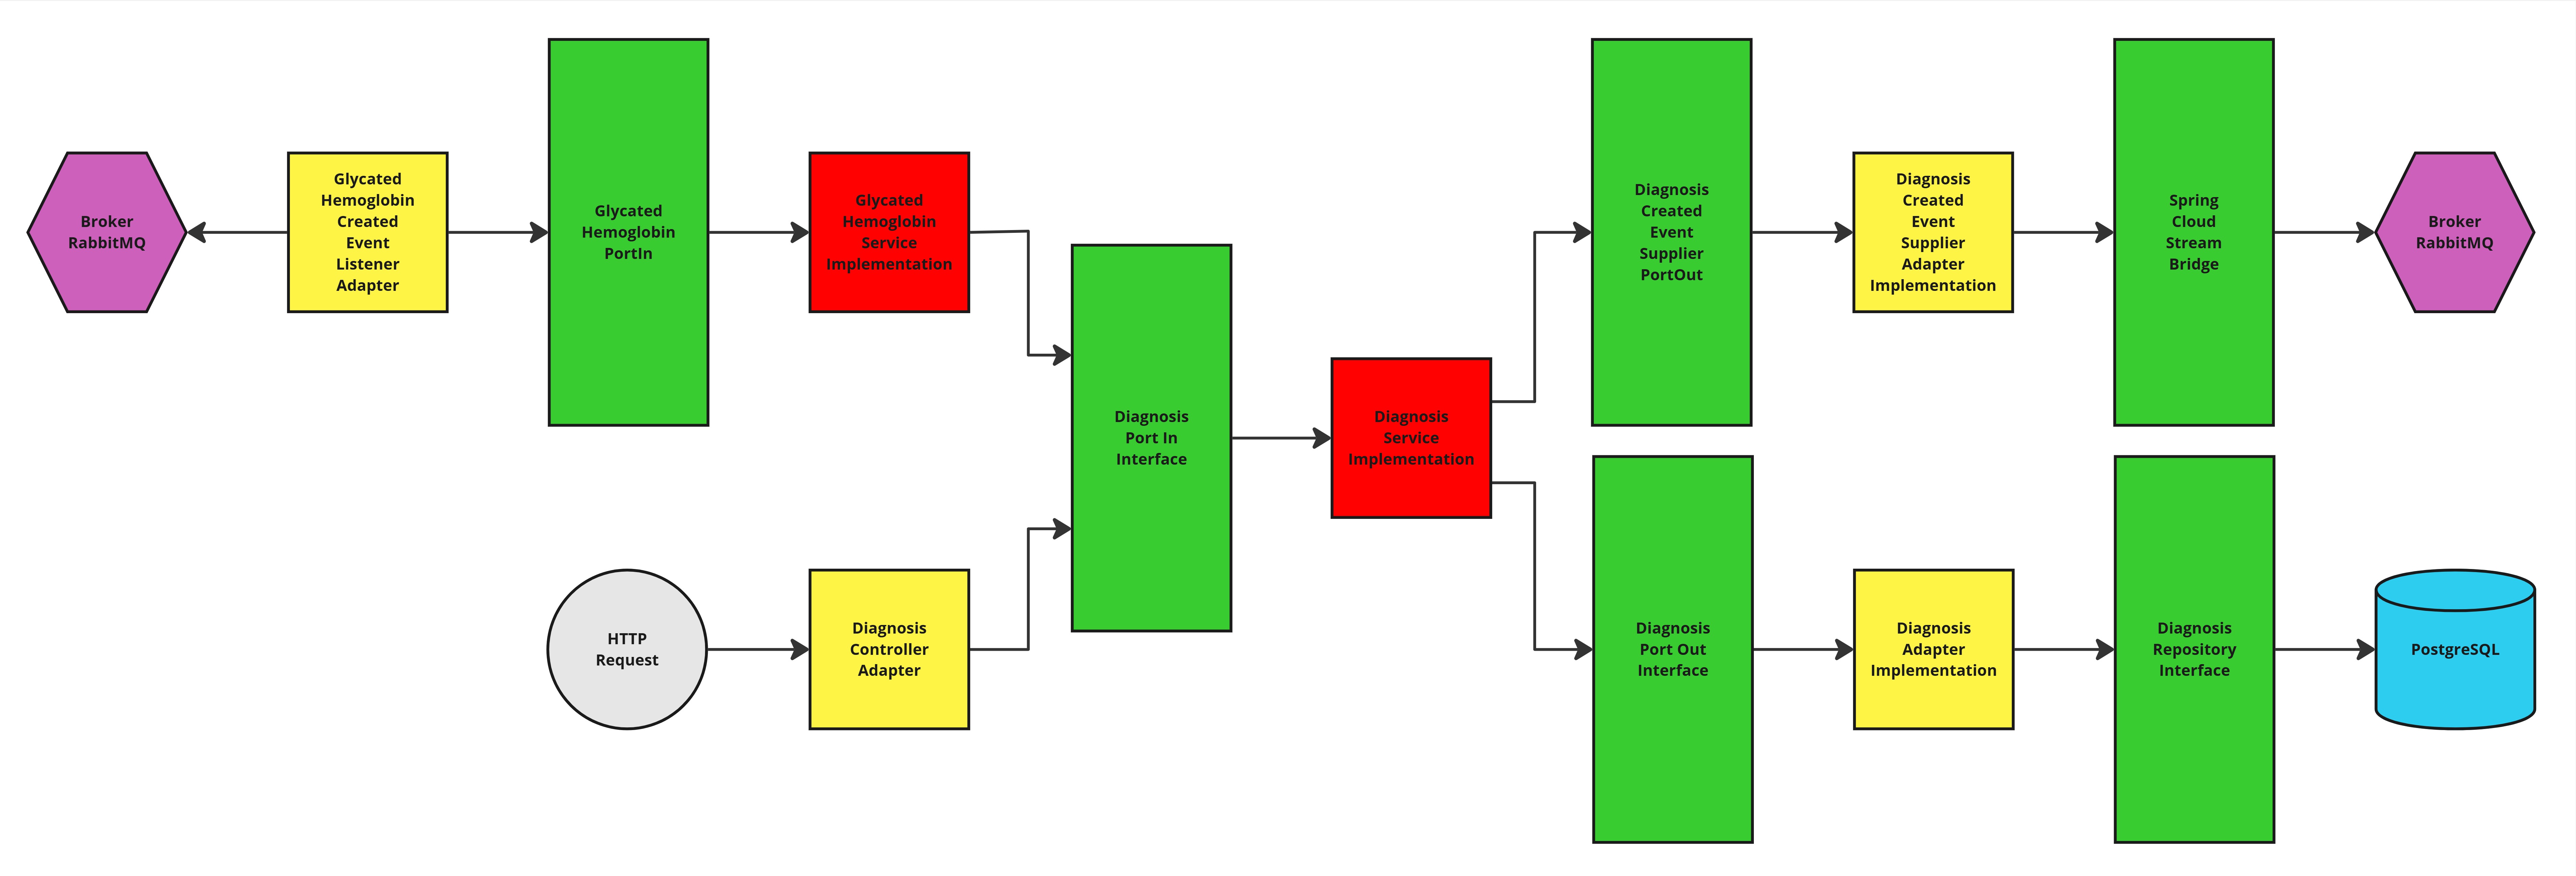 Broker
RabbitMQ
Glycated
Hemoglobin
Created
Event
Listener
Adapter
Glycated
Hemoglobin
PortIn
Glycated
Hemoglobin
Service
Implementation
Diagnosis
Port In
Interface
Diagnosis
Service
Implementation
Diagnosis
Created
Event
Supplier
PortOut
Diagnosis
Created
Event
Supplier
Adapter
Implementation
Spring
Cloud
Stream
Bridge
Broker
RabbitMQ
HTTP
Request
Diagnosis
Controller
Adapter
Diagnosis
Port Out
Interface
Diagnosis
Adapter
Implementation
Diagnosis
Repository
Interface
PostgreSQL